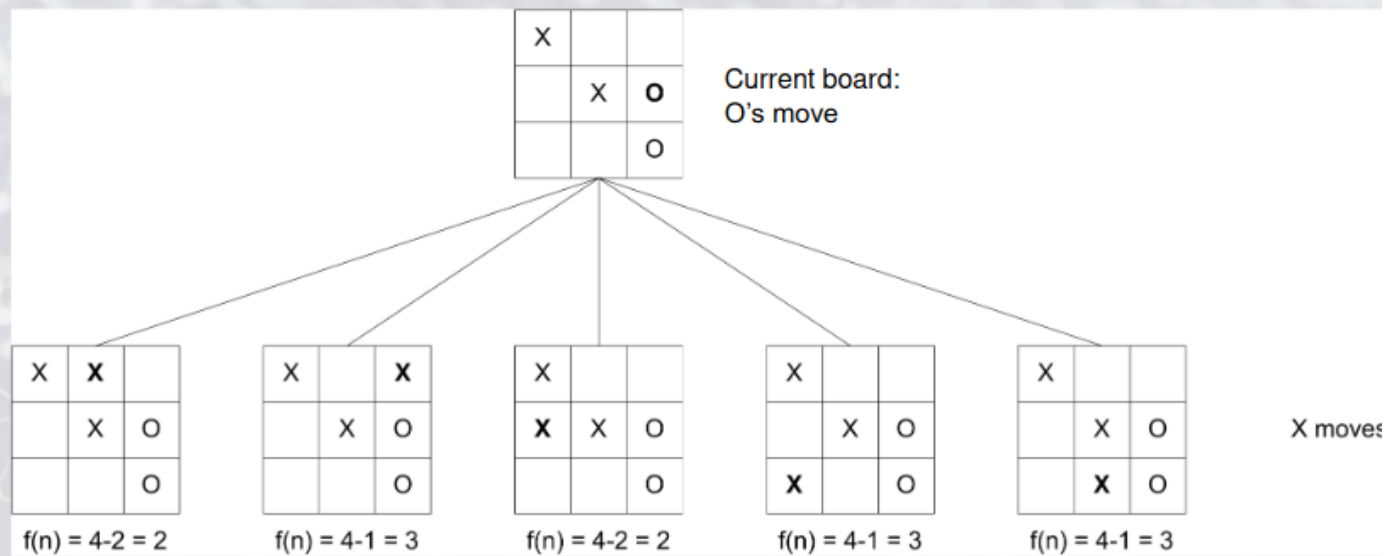 X
Current board:
X O
O's move
O
X X
X X
X
X
X
X O
X O
X X O
X O
X O
X moves
O
O
O
X O
X O
f(n) = 4-2 = 2
f(n) = 4-1 = 3
f(n) = 4-2 = 2
f(n) = 4-1 = 3
f(n) = 4-1 = 3